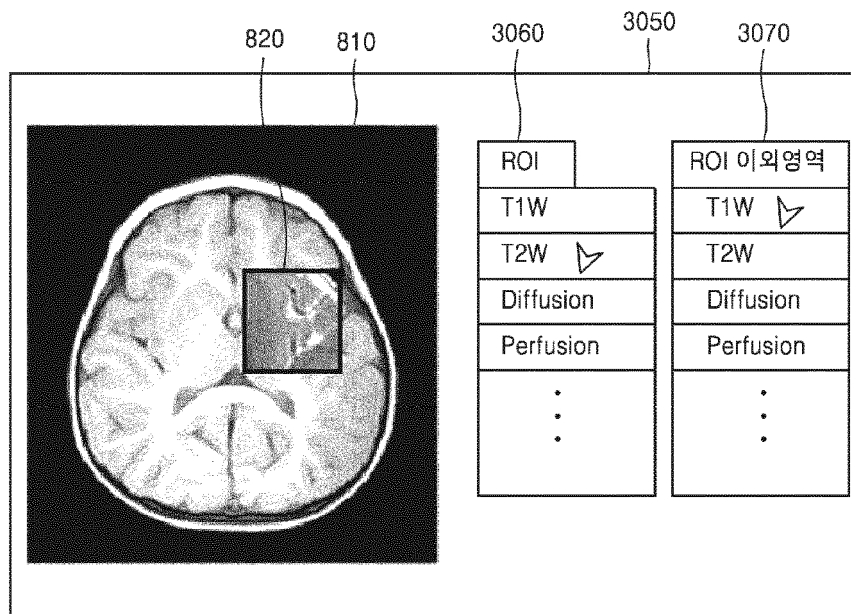 820 810 3060 3050 3070
ROI
T1W
T2W
Diffusion
Perfusion
ROI 이외영역
T1W
T2W
Diffusion
Perfusion